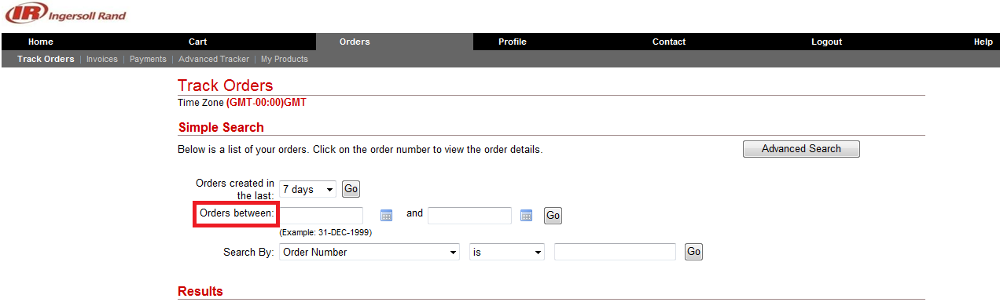 IR Ingersoll Rand
Home Cart Orders Profile Contact Logout Help
Track Orders | Invoices | Payments | Advanced Tracker | My Products
Track Orders
Time Zone (GMT-00:00)GMT
Simple Search
Below is a list of your orders. Click on the order number to view the order details. Advanced Search
Orders created in
the last: 7 days Go
Orders between: and Go
(Example: 31-DEC-1999)
Search By: Order Number is Go
Results